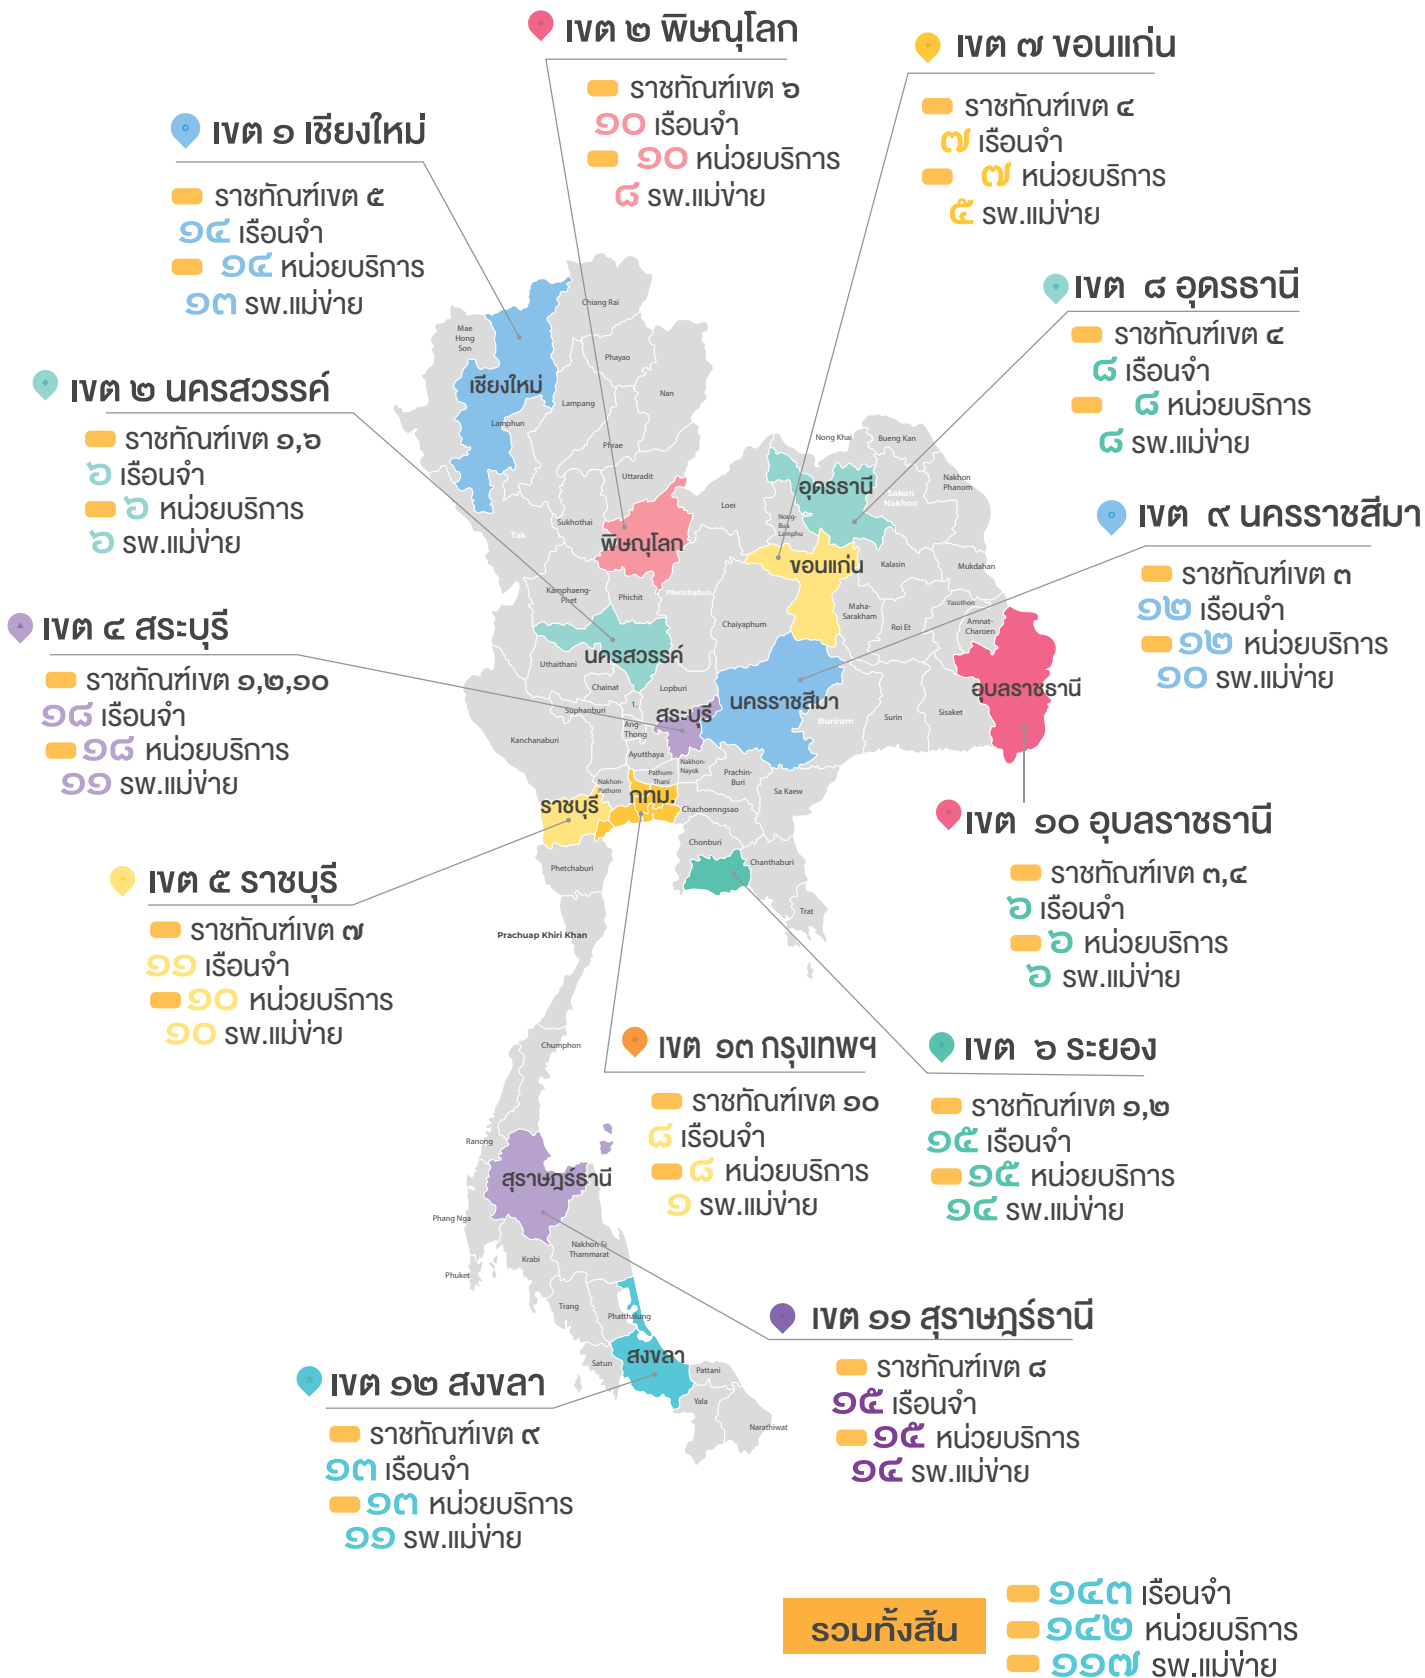 เขต ๒ พิษณุโลก
ราชทัณฑ์เขต ๖
๑๐ เรือนจำ
๑๐ หน่วยบริการ
๘ รพ.แม่ข่าย
เขต ๗ ขอนแก่น
ราชทัณฑ์เขต ๔
๗ เรือนจำ
๗ หน่วยบริการ
๕ รพ.แม่ข่าย
เขต ๑ เชียงใหม่
ราชทัณฑ์เขต ๕
๑๔ เรือนจำ
๑๔ หน่วยบริการ
๑๓ รพ.แม่ข่าย
เขต ๘ อุดรธานี
ราชทัณฑ์เขต ๔
๘ เรือนจำ
๘ หน่วยบริการ
๘ รพ.แม่ข่าย
เขต ๒ นครสวรรค์
ราชทัณฑ์เขต ๑,๖
๖ เรือนจำ
๖ หน่วยบริการ
๖ รพ.แม่ข่าย
เขต ๙ นครราชสีมา
ราชทัณฑ์เขต ๓
๑๒ เรือนจำ
๑๒ หน่วยบริการ
๑๐ รพ.แม่ข่าย
เขต ๔ สระบุรี
ราชทัณฑ์เขต ๑,๒,๑๐
๑๘ เรือนจำ
๑๘ หน่วยบริการ
๑๑ รพ.แม่ข่าย
เขต ๑๐ อุบลราชธานี
ราชทัณฑ์เขต ๓,๔
๖ เรือนจำ
๖ หน่วยบริการ
๖ รพ.แม่ข่าย
เขต ๕ ราชบุรี
ราชทัณฑ์เขต ๗
๑๑ เรือนจำ
๑๐ หน่วยบริการ
๑๐ รพ.แม่ข่าย
เขต ๑๓ กรุงเทพฯ
ราชทัณฑ์เขต ๑๐
๘ เรือนจำ
๘ หน่วยบริการ
๑ รพ.แม่ข่าย
เขต ๖ ระยอง
ราชทัณฑ์เขต ๑,๒
๑๕ เรือนจำ
๑๕ หน่วยบริการ
๑๔ รพ.แม่ข่าย
เขต ๑๑ สุราษฎร์ธานี
ราชทัณฑ์เขต ๘
๑๕ เรือนจำ
๑๕ หน่วยบริการ
๑๔ รพ.แม่ข่าย
เขต ๑๒ สงขลา
ราชทัณฑ์เขต ๙
๑๓ เรือนจำ
๑๓ หน่วยบริการ
๑๑ รพ.แม่ข่าย
Chiang Rai
Mae
Hong
Son
Phayao
เชียงใหม่
Nan
Lampang
Lamphun
Phrae
Uttaradit
Nong Khai
Bueng Kan
Nakhon
Phanom
อุดรธานี
Sakon
Nakhon
Loei
Nong-
Bua
Lamphu
Sukhothai
Tak
พิษณุโลก
ขอนแก่น
Kalasin
Mukdahan
Kamphaeng-
Phet
Phichit
Phetchabun
Maha-
Sarakham
Yasothon
Roi Et
Amnat-
Charoen
Chaiyaphum
นครสวรรค์
Uthaithani
Chainat
Lopburi
อุบลราชธานี
นครราชสีมา
1.
Suphanburi
สระบุรี
Ang-
Thong
Buriram
Surin
Sisaket
Kanchanaburi
Ayutthaya
Nakhon-
Nayok
Prachin-
Buri
Pathum-
Thani
Nakhon-
Pathom
กทม.
Sa Kaew
ราชบุรี
Chachoenngsao
Chonburi
Chanthaburi
Phetchaburi
Trat
Prachuap Khiri Khan
Chumphon
Ranong
สุราษฎร์ธานี
Phang Nga
Nakhon Si
Thammarat
Krabi
Phuket
Trang
Phatthalung
Satun
สงขลา
Pattani
Yala
Narathiwat
รวมทั้งสิ้น
๑๔๓ เรือนจำ
๑๔๒ หน่วยบริการ
๑๑๗ รพ.แม่ข่าย